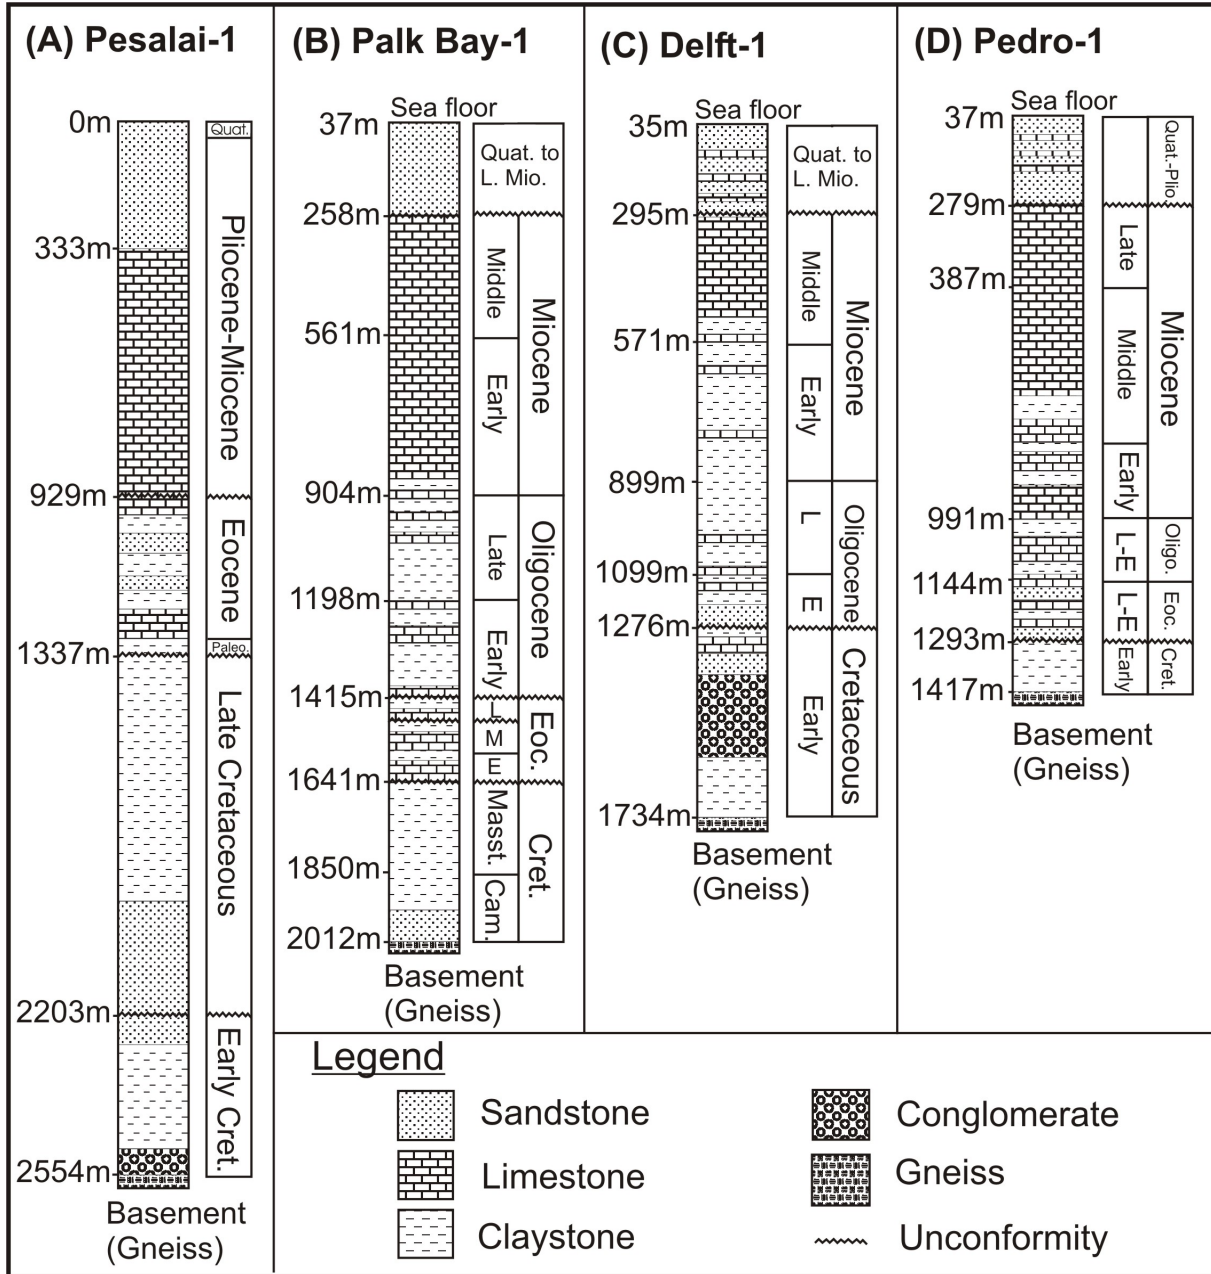 (A) Pesalai-1
0m
333m
929m
1337m
2203m
2554m
Quat.
Pliocene-Miocene
Eocene
Paleo.
Late Cretaceous
Early Cret.
Basement
(Gneiss)
(B) Palk Bay-1
Sea floor
37m
258m
561m
904m
1198m
1415m
1641m
1850m
2012m
Quat. to
L. Mio.
Middle
Early
Miocene
Late
Early
Oligocene
L
M
E
Eoc.
Masst.
Cam.
Cret.
Basement
(Gneiss)
(C) Delft-1
Sea floor
35m
295m
571m
899m
1099m
1276m
1734m
Quat. to
L. Mio.
Middle
Early
Miocene
L
E
Oligocene
Early
Cretaceous
Basement
(Gneiss)
(D) Pedro-1
Sea floor
37m
279m
387m
991m
1144m
1293m
1417m
Quat.-Plio.
Late
Middle
Early
Miocene
L-E
Oligo.
L-E
Eoc.
Early
Cret.
Basement
(Gneiss)
Legend
Sandstone
Limestone
Claystone
Conglomerate
Gneiss
Unconformity